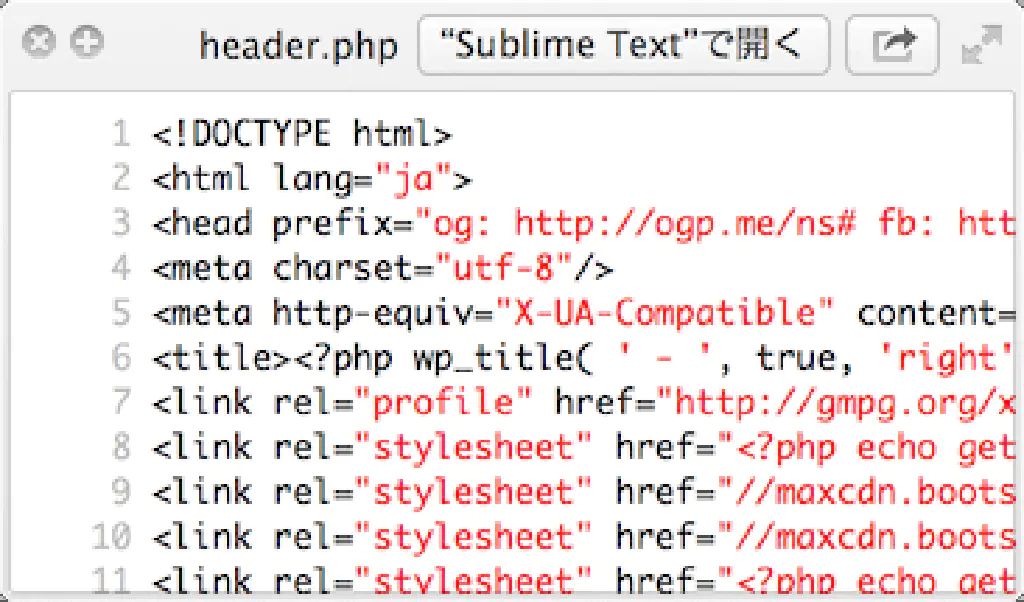 header.php “Sublime Text”で開く
1 <!DOCTYPE html>
2 <html lang="ja">
3 <head prefix="og: http://ogp.me/ns# fb: htt
4 <meta charset="utf-8"/>
5 <meta http-equiv="X-UA-Compatible" content=
6 <title><?php wp_title( ' - ', true, 'right'
7 <link rel="profile" href="http://gmpg.org/x
8 <link rel="stylesheet" href="<?php echo get
9 <link rel="stylesheet" href="//maxcdn.boots
10 <link rel="stylesheet" href="//maxcdn.boots
11 <link rel="stylesheet" href="<?php echo get